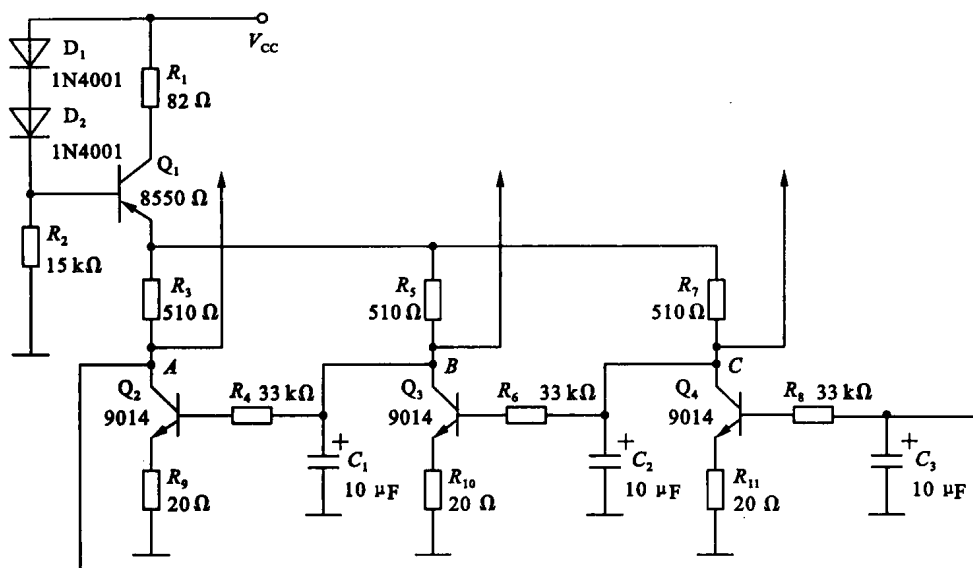 D₁
1N4001
V_CC
R₁
82 Ω
D₂
1N4001
Q₁
8550 Ω
R₂
15 kΩ
R₃
510 Ω
R₅
510 Ω
R₇
510 Ω
A
B
C
Q₂
9014
R₄ 33 kΩ
Q₃
9014
R₆ 33 kΩ
Q₄
9014
R₈ 33 kΩ
+
C₁
10 μF
+
C₂
10 μF
+
C₃
10 μF
R₉
20 Ω
R₁₀
20 Ω
R₁₁
20 Ω